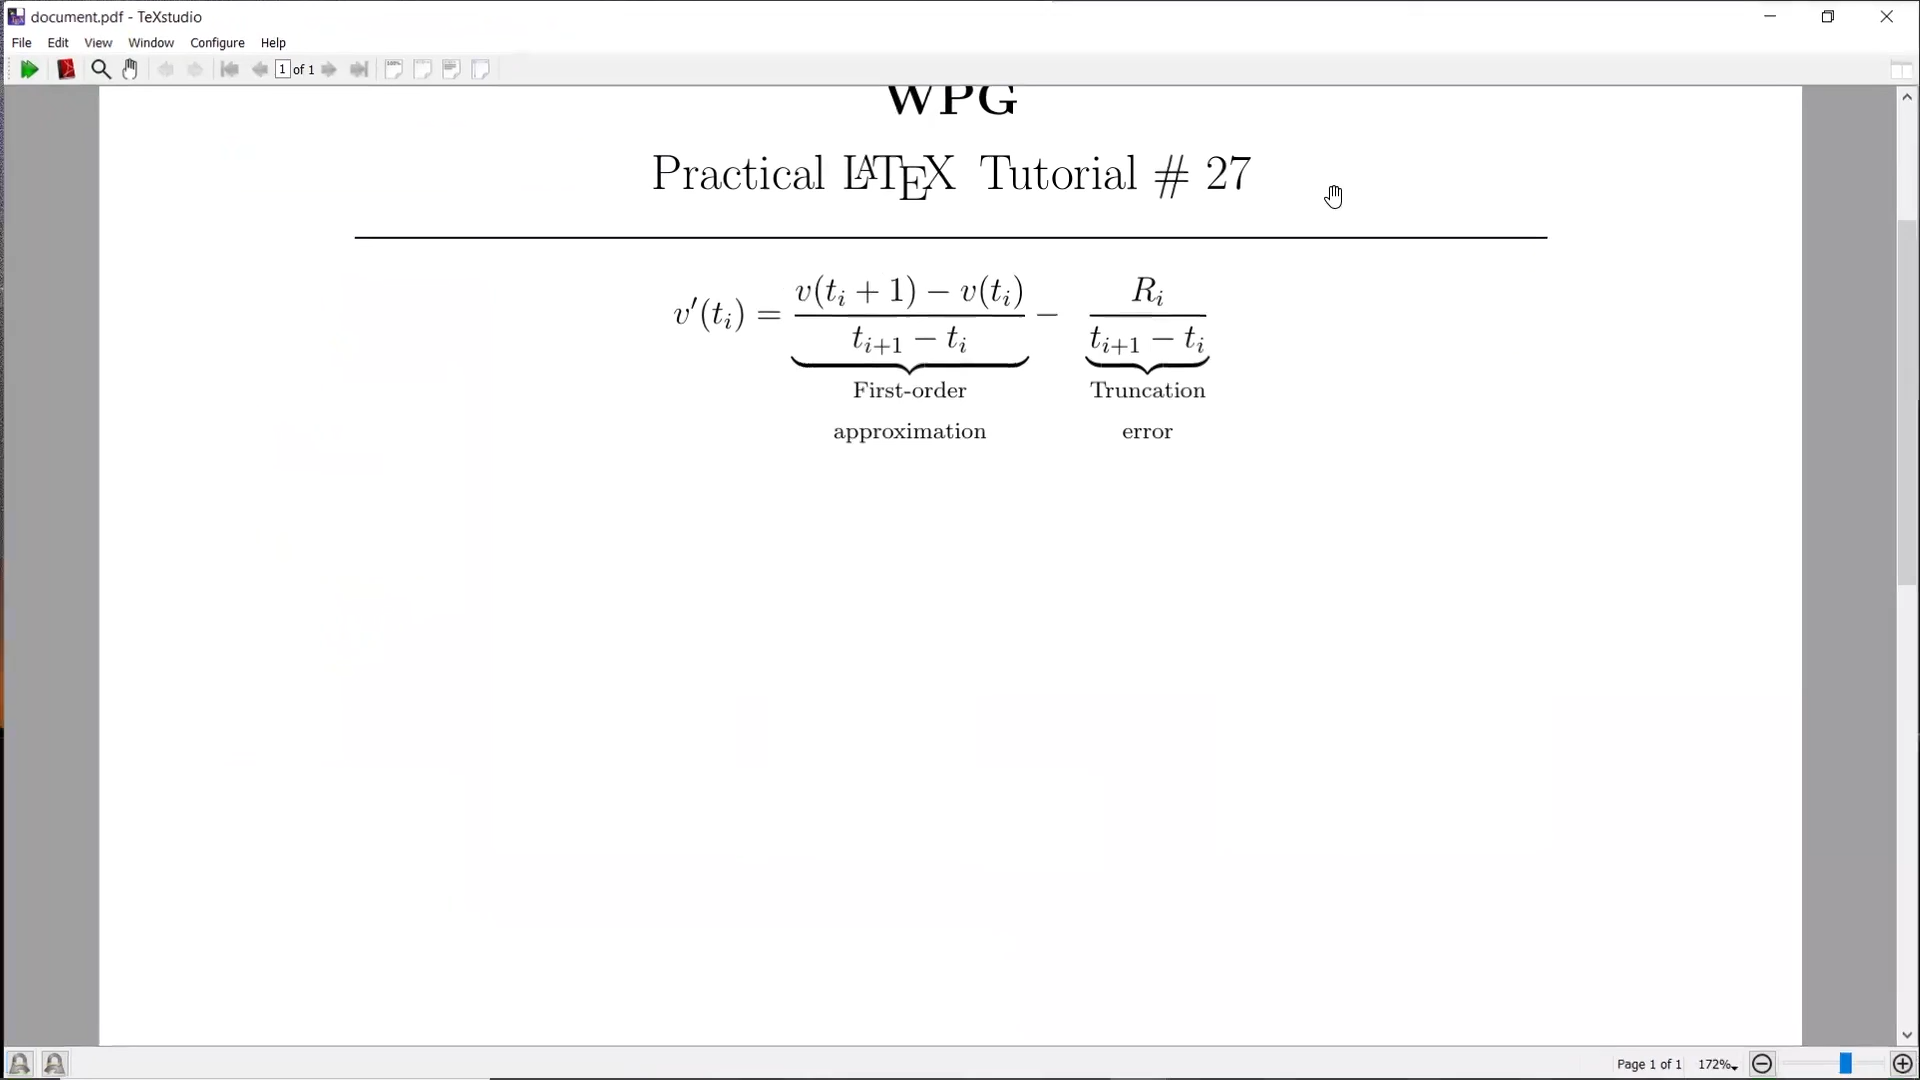 document.pdf - TeXstudio
File Edit View Window Configure Help
1 of 1
WPG
Practical LATEX Tutorial # 27
v′(tᵢ) = v(tᵢ + 1) − v(tᵢ) / tᵢ₊₁ − tᵢ − Rᵢ / tᵢ₊₁ − tᵢ
First-order Truncation
approximation error
Page 1 of 1 172%